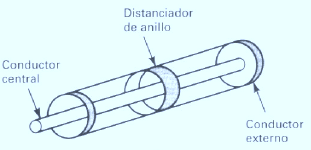 Distanciador
de anillo
Conductor
central
Conductor
externo